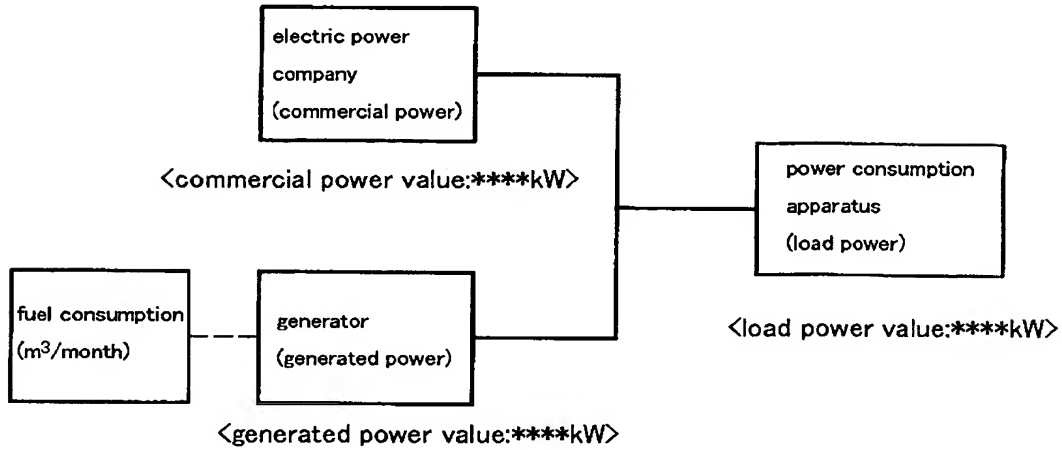 electric power
company
(commercial power)
<commercial power value:****kW>
power consumption
apparatus
(load power)
<load power value:****kW>
fuel consumption
(m³/month)
generator
(generated power)
<generated power value:****kW>